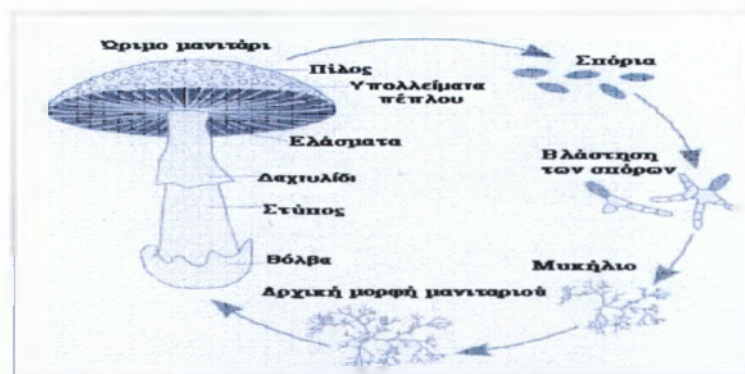 Ώριμο μανιτάρι
Πίλος
Υπολλείματα
πέπλου
Ελάσματα
Δαχτυλίδι
Στύπος
Βόλβα
Σπόρια
Βλάστηση
των σπόρων
Μυκήλιο
Αρχική μορφή μανιταριού